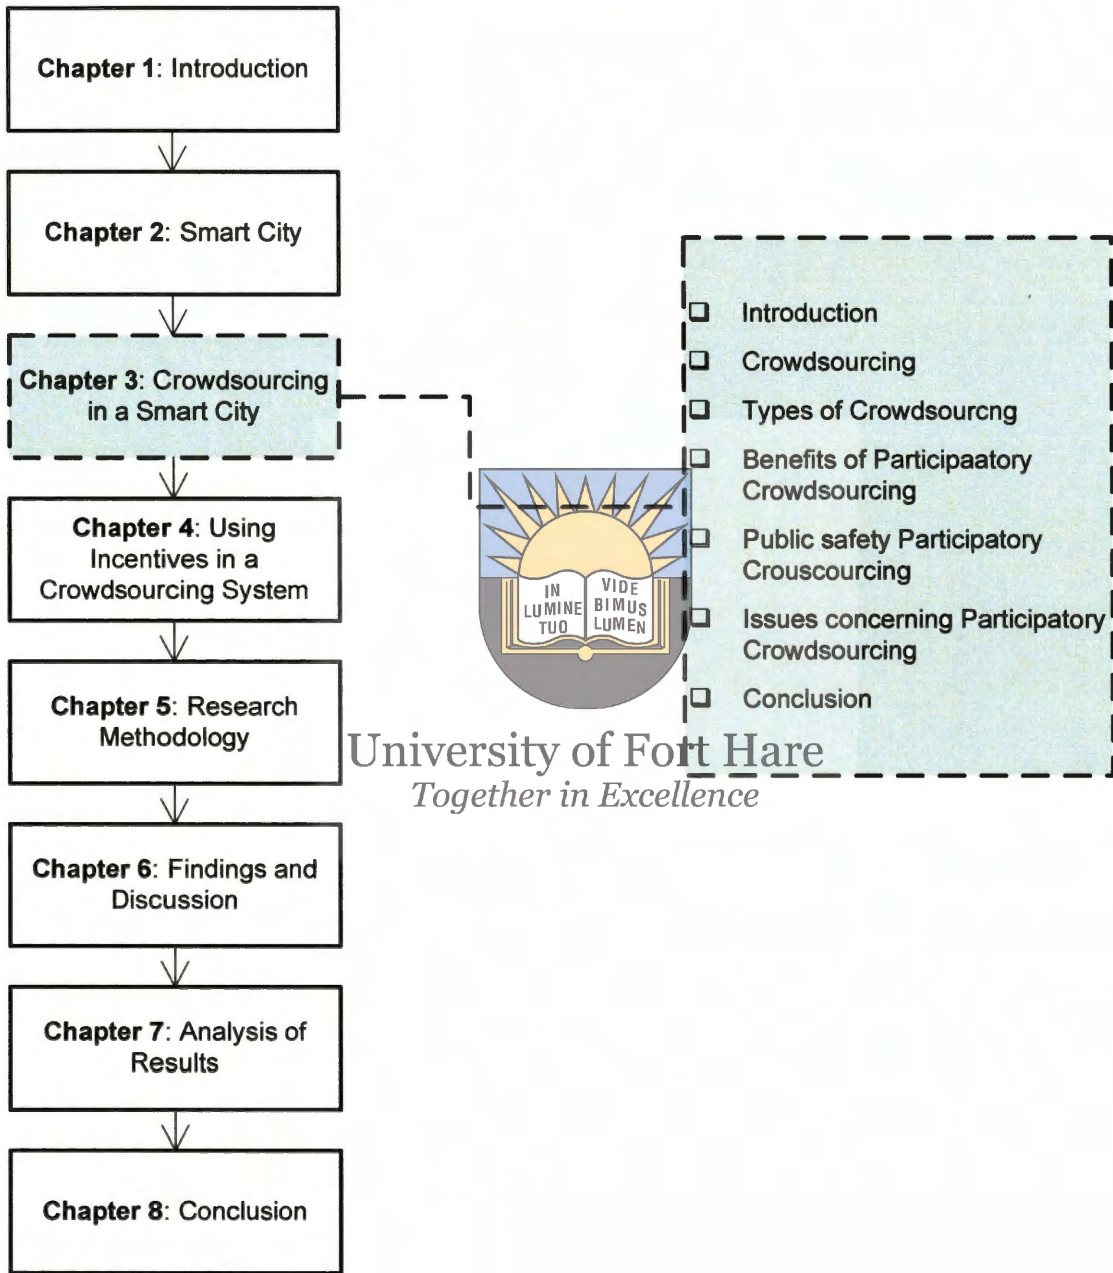 Chapter 1: Introduction
Chapter 2: Smart City
Chapter 3: Crowdsourcing
in a Smart City
Chapter 4: Using
Incentives in a
Crowdsourcing System
Chapter 5: Research
Methodology
Chapter 6: Findings and
Discussion
Chapter 7: Analysis of
Results
Chapter 8: Conclusion
Introduction
Crowdsourcing
Types of Crowdsourcng
Benefits of Participaatory
Crowdsourcing
Public safety Participatory
Crouscourcing
Issues concerning Participatory
Crowdsourcing
Conclusion
IN
LUMINE
TUO
VIDE
BIMUS
LUMEN
University of Fort Hare
Together in Excellence